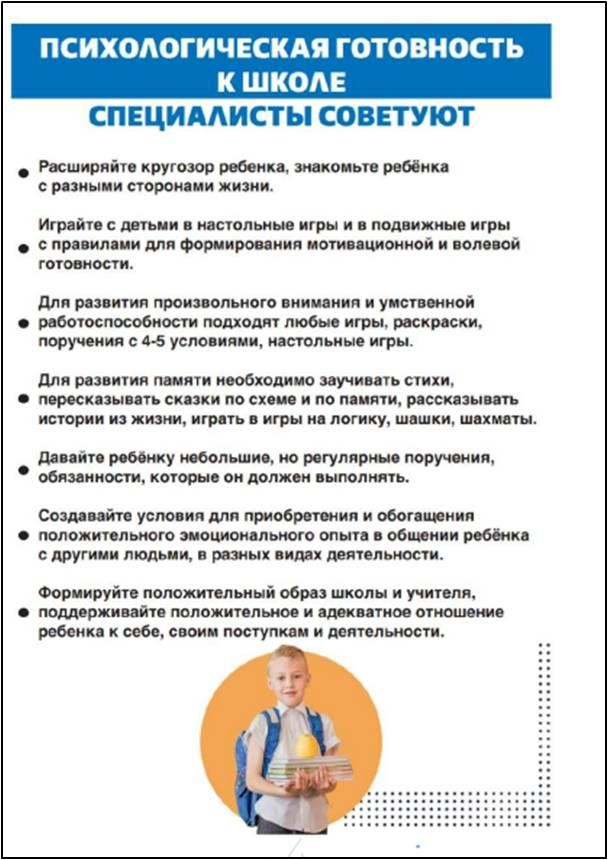 ПСИХОЛОГИЧЕСКАЯ ГОТОВНОСТЬ
К ШКОЛЕ
СПЕЦИАЛИСТЫ СОВЕТУЮТ
● Расширяйте кругозор ребенка, знакомьте ребёнка
с разными сторонами жизни.
● Играйте с детьми в настольные игры и в подвижные игры
с правилами для формирования мотивационной и волевой
готовности.
● Для развития произвольного внимания и умственной
работоспособности подходят любые игры, раскраски,
поручения с 4-5 условиями, настольные игры.
● Для развития памяти необходимо заучивать стихи,
пересказывать сказки по схеме и по памяти, рассказывать
истории из жизни, играть в игры на логику, шашки, шахматы.
● Давайте ребёнку небольшие, но регулярные поручения,
обязанности, которые он должен выполнять.
● Создавайте условия для приобретения и обогащения
положительного эмоционального опыта в общении ребёнка
с другими людьми, в разных видах деятельности.
● Формируйте положительный образ школы и учителя,
поддерживайте положительное и адекватное отношение
ребенка к себе, своим поступкам и деятельности.